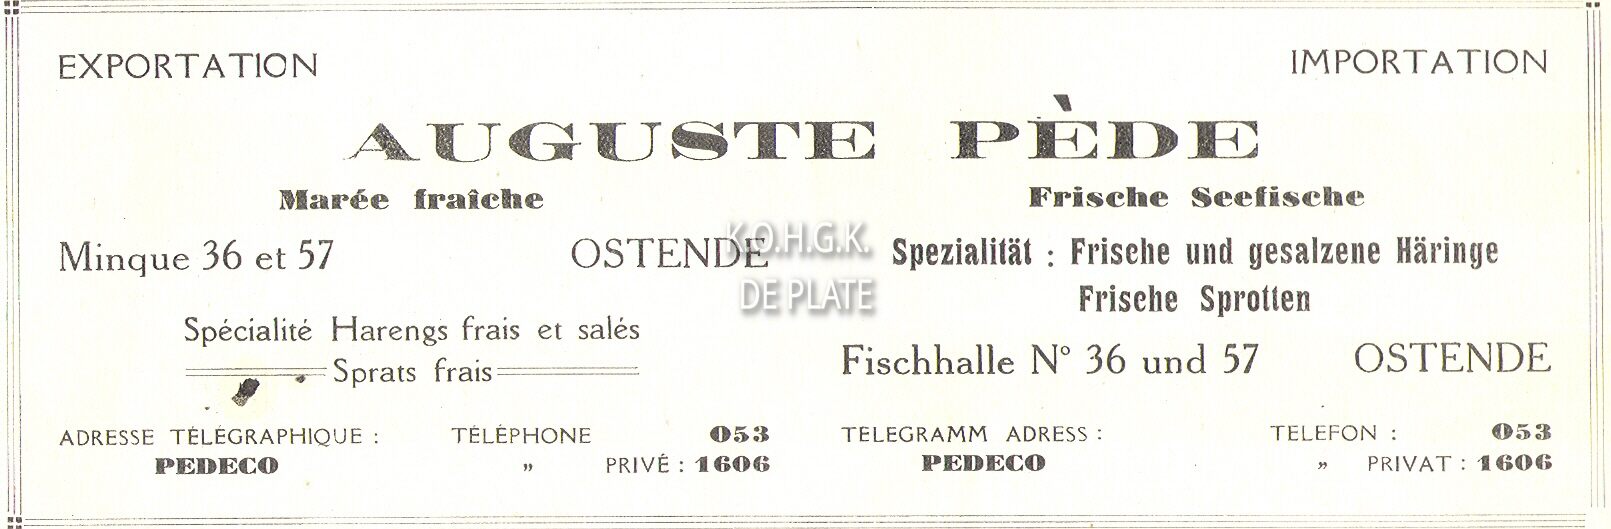 EXPORTATION
IMPORTATION
AUGUSTE PÈDE
Marée fraîche
Frische Seefische
Minque 36 et 57 OSTENDE
Spécialité Harengs frais et salés
Sprats frais
ADRESSE TÉLÉGRAPHIQUE : TÉLÉPHONE 053
PEDECO " PRIVÉ : 1606
Spezialität : Frische und gesalzene Häringe
Frische Sprotten
Fischhalle N° 36 und 57 OSTENDE
TELEGRAMM ADRESS : TELEFON : 053
PEDECO " PRIVAT : 1606
K.O.H.G.K.
DE PLATE